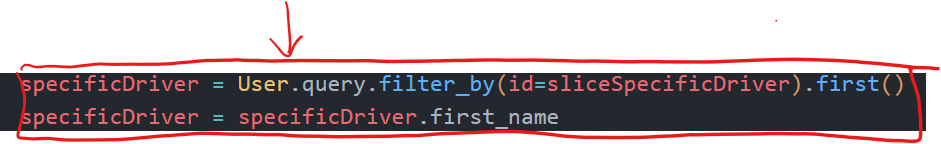 specificDriver = User.query.filter_by(id=sliceSpecificDriver).first()
specificDriver = specificDriver.first_name